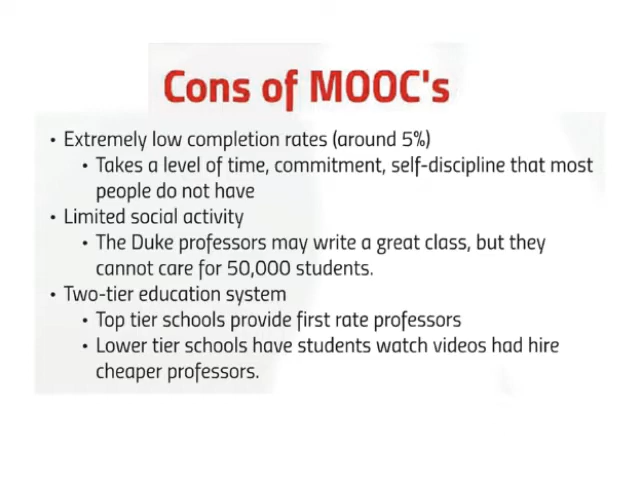 Cons of MOOC's
• Extremely low completion rates (around 5%)
• Takes a level of time, commitment, self-discipline that most
people do not have
• Limited social activity
• The Duke professors may write a great class, but they
cannot care for 50,000 students.
• Two-tier education system
• Top tier schools provide first rate professors
• Lower tier schools have students watch videos had hire
cheaper professors.